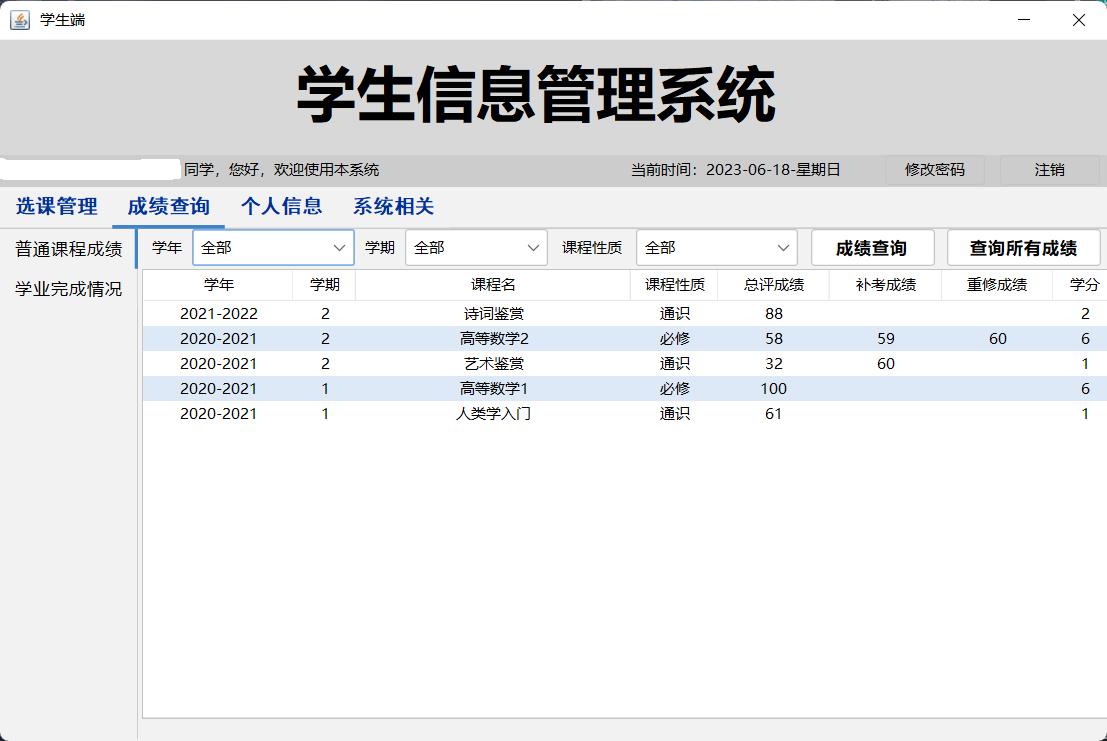 学生端
学生信息管理系统
同学，您好，欢迎使用本系统 当前时间：2023-06-18-星期日 修改密码 注销
选课管理 成绩查询 个人信息 系统相关
普通课程成绩
学业完成情况
学年 全部 学期 全部 课程性质 全部 成绩查询 查询所有成绩
学年 学期 课程名 课程性质 总评成绩 补考成绩 重修成绩 学分
2021-2022 2 诗词鉴赏 通识 88 2
2020-2021 2 高等数学2 必修 58 59 60 6
2020-2021 2 艺术鉴赏 通识 32 60 1
2020-2021 1 高等数学1 必修 100 6
2020-2021 1 人类学入门 通识 61 1